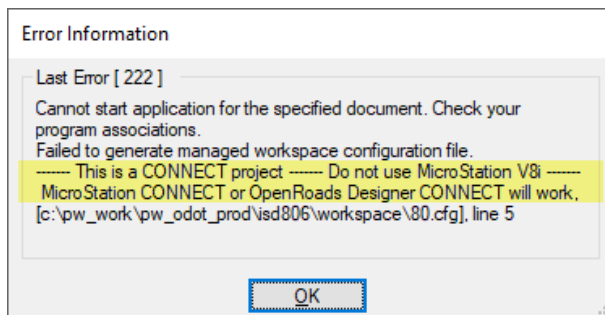 Error Information
Last Error [ 222 ]
Cannot start application for the specified document. Check your
program associations.
Failed to generate managed workspace configuration file.
------- This is a CONNECT project ------- Do not use MicroStation V8i -------
MicroStation CONNECT or OpenRoads Designer CONNECT will work,
[c:\pw_work\pw_odot_prod\isd806\workspace\80.cfg], line 5
OK